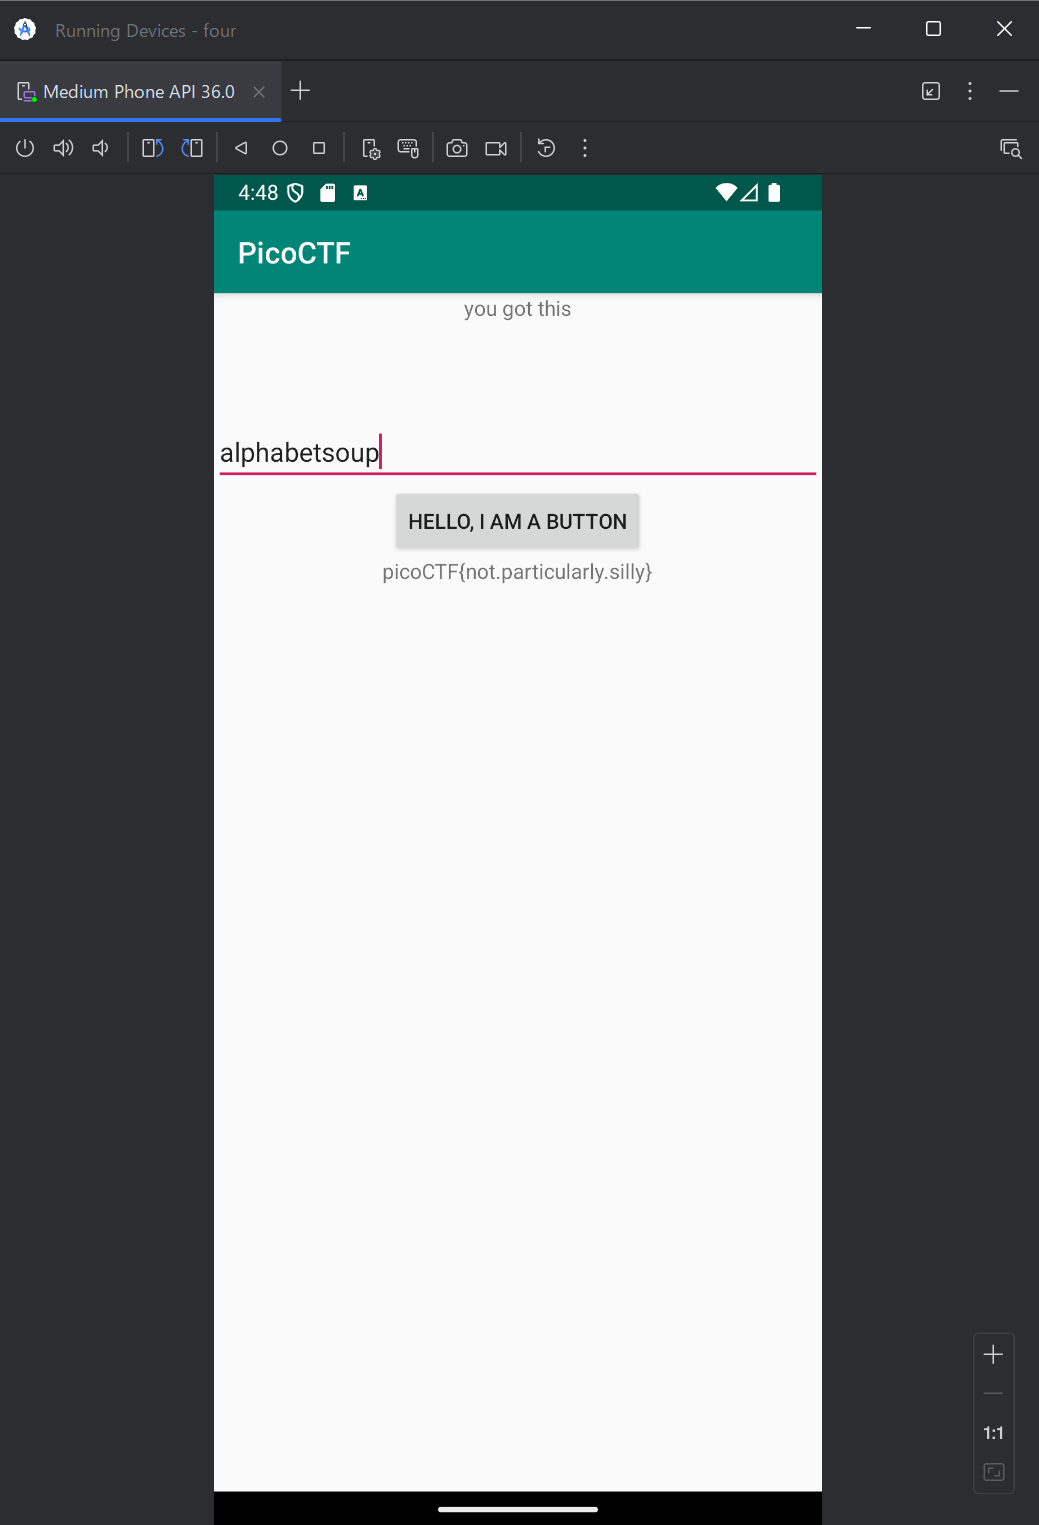 Running Devices - four
Medium Phone API 36.0
4:48
A
PicoCTF
you got this
alphabetsoup
HELLO, I AM A BUTTON
picoCTF{not.particularly.silly}
1:1